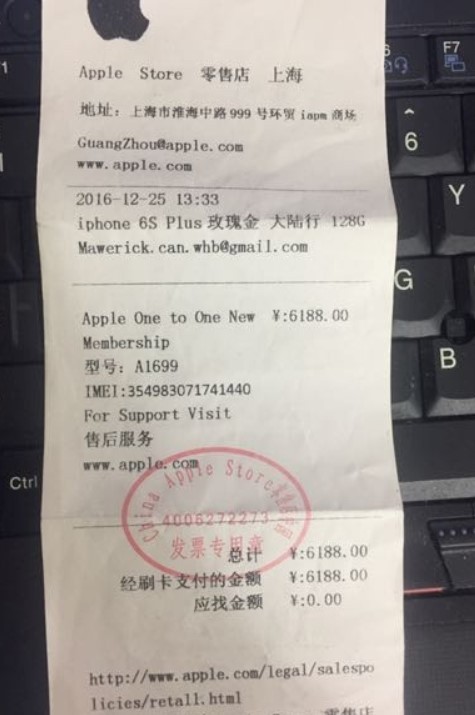 Apple Store 零售店 上海
地址: 上海市淮海中路999号环贸iapm商场
GuangZhou@apple.com
www.apple.com
2016-12-25 13:33
iphone 6S Plus 玫瑰金 大陆行 128G
Mawerick.can.whb@gmail.com
Apple One to One New ¥:6188.00
Membership
型号: A1699
IMEI:354983071741440
For Support Visit
售后服务
www.apple.com
China Apple Store
4006272273
发票专用章
总计 ¥:6188.00
经刷卡支付的金额 ¥:6188.00
应找金额 ¥:0.00
http://www.apple.com/legal/salespo
licies/retail.html
零售店
F7
6
Y
G
B
Ctrl